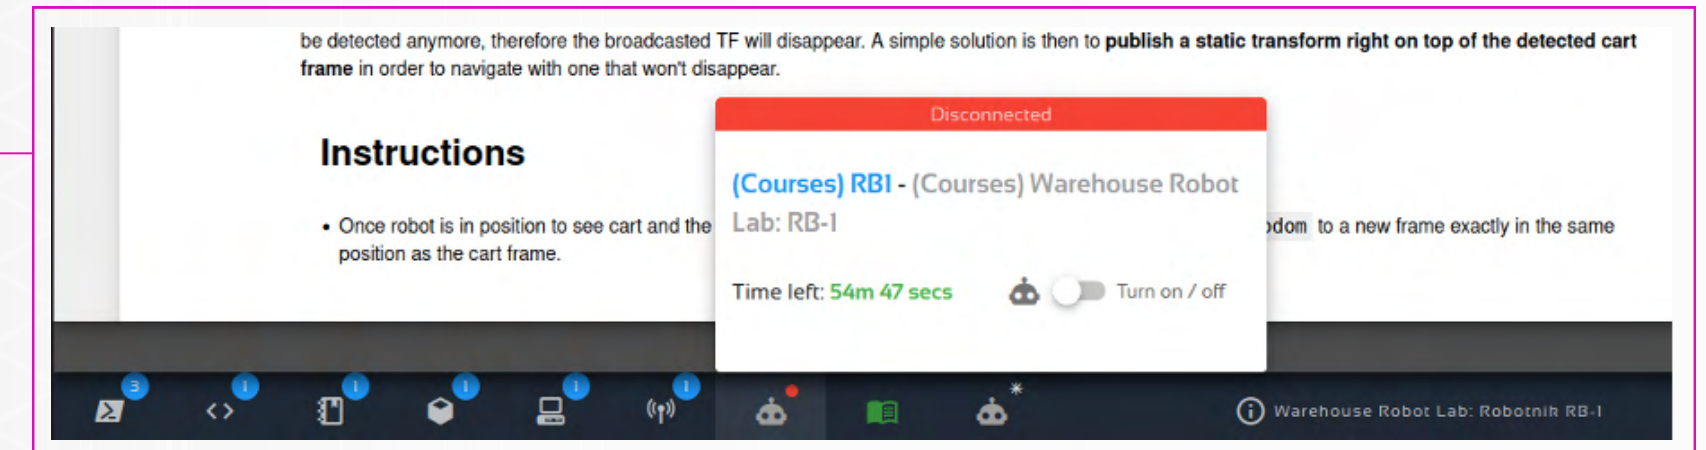 be detected anymore, therefore the broadcasted TF will disappear. A simple solution is then to publish a static transform right on top of the detected cart
frame in order to navigate with one that won't disappear.
Disconnected
Instructions
(Courses) RB1 - (Courses) Warehouse Robot
Lab: RB-1
• Once robot is in position to see cart and the
odom to a new frame exactly in the same
position as the cart frame.
Time left: 54m 47 secs
Turn on / off
3
1
1
1
1
1
*
Warehouse Robot Lab: Robotnik RB-1